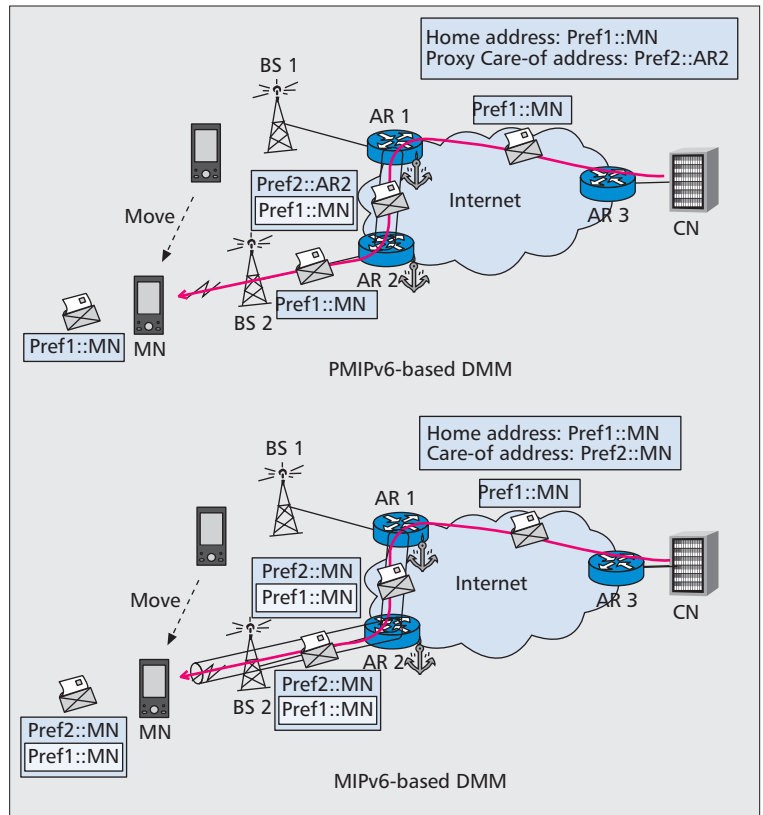 Home address: Pref1::MN
Proxy Care-of address: Pref2::AR2
BS 1
AR 1
Pref1::MN
Pref2::AR2
Pref1::MN
Internet
AR 3
CN
Move
AR 2
BS 2
Pref1::MN
Pref1::MN
MN
PMIPv6-based DMM
Home address: Pref1::MN
Care-of address: Pref2::MN
BS 1
AR 1
Pref1::MN
Pref2::MN
Pref1::MN
Internet
AR 3
CN
Move
AR 2
BS 2
Pref2::MN
Pref1::MN
Pref2::MN
Pref1::MN
MN
MIPv6-based DMM